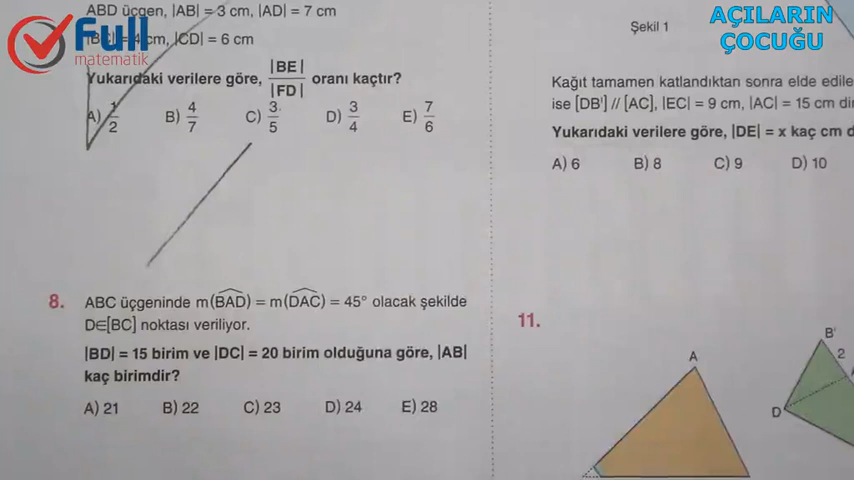 Full
matematik
AÇILARIN
ÇOCUĞU
ABD üçgen, |AB| = 3 cm, |AD| = 7 cm
|BC| = 4 cm, |CD| = 6 cm
Yukarıdaki verilere göre, |BE| / |FD| oranı kaçtır?
A) 1/2 B) 4/7 C) 3/5 D) 3/4 E) 7/6
8. ABC üçgeninde m(BAD) = m(DAC) = 45° olacak şekilde
D∈[BC] noktası veriliyor.
|BD| = 15 birim ve |DC| = 20 birim olduğuna göre, |AB|
kaç birimdir?
A) 21 B) 22 C) 23 D) 24 E) 28
Şekil 1
Kağıt tamamen katlandıktan sonra elde edile
ise [DB'] // [AC], |EC| = 9 cm, |AC| = 15 cm di
Yukarıdaki verilere göre, |DE| = x kaç cm d
A) 6 B) 8 C) 9 D) 10
11.
A
B'
2
D